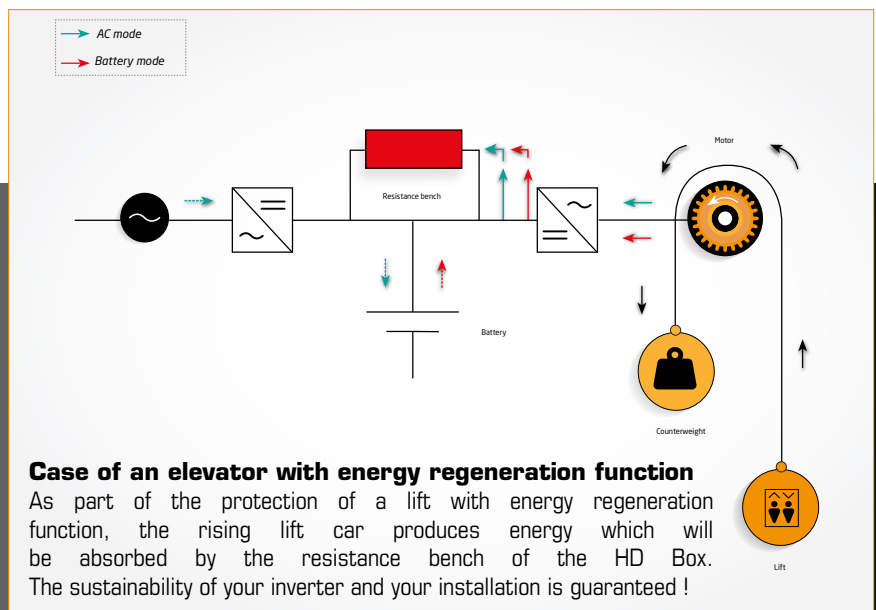 AC mode
Battery mode
Motor
Resistance bench
Battery
Counterweight
Case of an elevator with energy regeneration function
As part of the protection of a lift with energy regeneration
function, the rising lift car produces energy which will
be absorbed by the resistance bench of the HD Box.
The sustainability of your inverter and your installation is guaranteed !
Lift